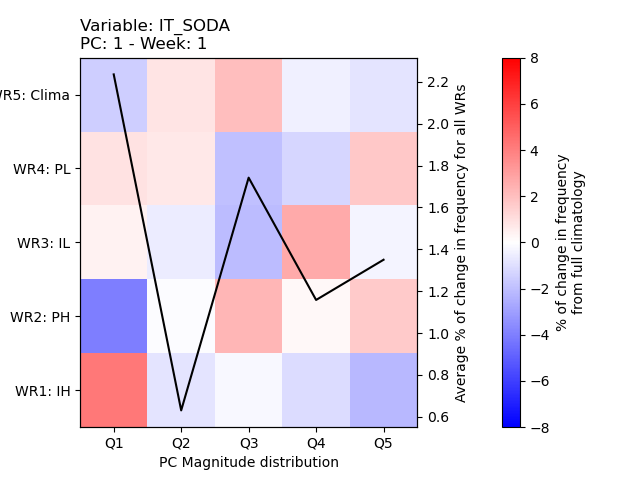 Variable: IT_SODA
PC: 1 - Week: 1
WR5: Clima
WR4: PL
WR3: IL
WR2: PH
WR1: IH
Q1 Q2 Q3 Q4 Q5
PC Magnitude distribution
2.2
2.0
1.8
1.6
1.4
1.2
1.0
0.8
0.6
Average % of change in frequency for all WRs
8
6
4
2
0
−2
−4
−6
−8
% of change in frequency
from full climatology